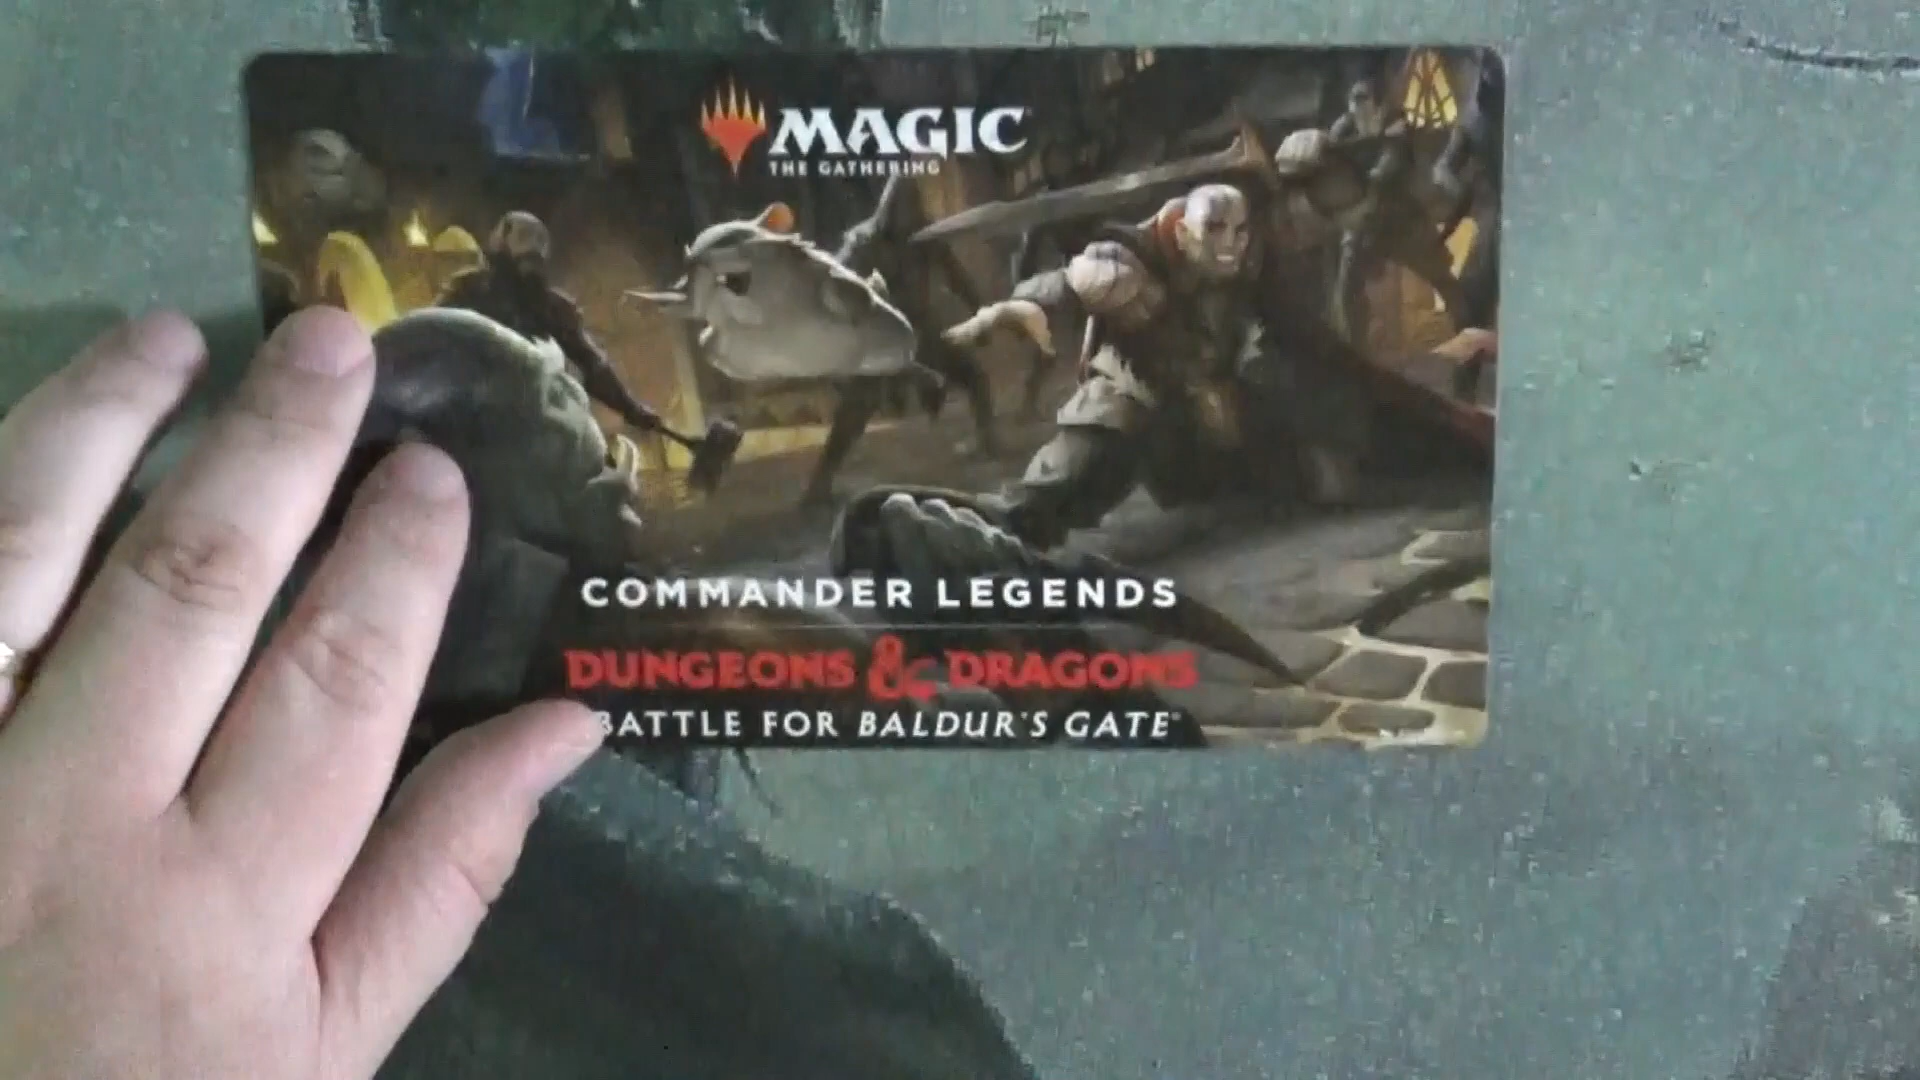 MAGIC
THE GATHERING
COMMANDER LEGENDS
DUNGEONS & DRAGONS
BATTLE FOR BALDUR'S GATE